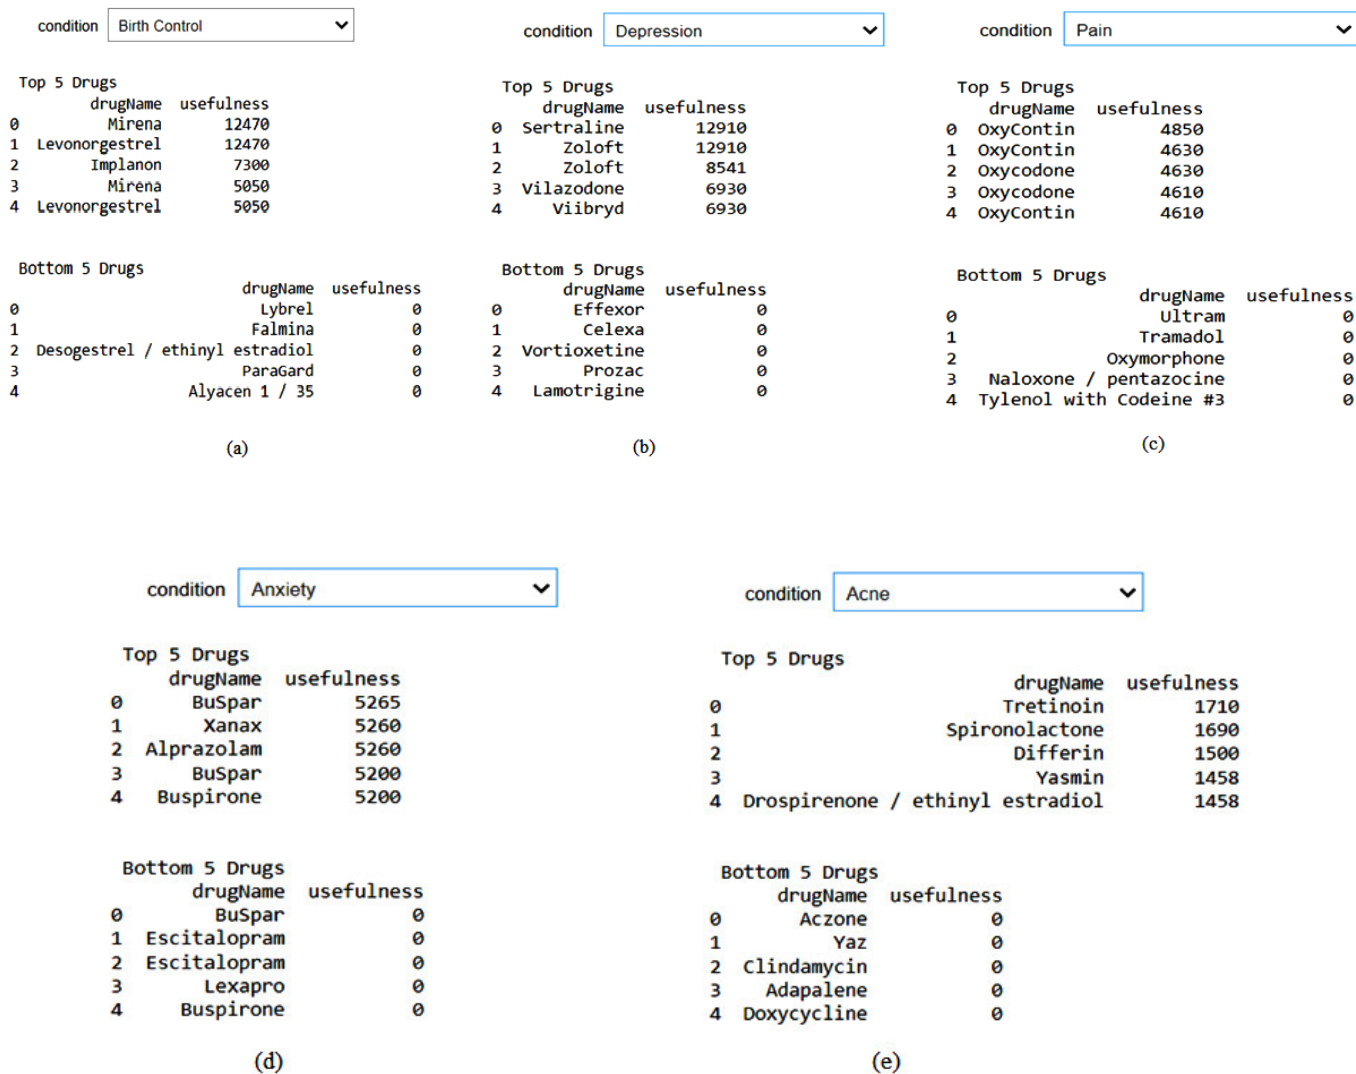 condition Birth Control
Top 5 Drugs
drugName usefulness
0 Mirena 12470
1 Levonorgestrel 12470
2 Implanon 7300
3 Mirena 5050
4 Levonorgestrel 5050
Bottom 5 Drugs
drugName usefulness
0 Lybrel 0
1 Falmina 0
2 Desogestrel / ethinyl estradiol 0
3 ParaGard 0
4 Alyacen 1 / 35 0
(a)
condition Depression
Top 5 Drugs
drugName usefulness
0 Sertraline 12910
1 Zoloft 12910
2 Zoloft 8541
3 Vilazodone 6930
4 Viibryd 6930
Bottom 5 Drugs
drugName usefulness
0 Effexor 0
1 Celexa 0
2 Vortioxetine 0
3 Prozac 0
4 Lamotrigine 0
(b)
condition Pain
Top 5 Drugs
drugName usefulness
0 OxyContin 4850
1 OxyContin 4630
2 Oxycodone 4630
3 Oxycodone 4610
4 OxyContin 4610
Bottom 5 Drugs
drugName usefulness
0 Ultram 0
1 Tramadol 0
2 Oxymorphone 0
3 Naloxone / pentazocine 0
4 Tylenol with Codeine #3 0
(c)
condition Anxiety
Top 5 Drugs
drugName usefulness
0 BuSpar 5265
1 Xanax 5260
2 Alprazolam 5260
3 BuSpar 5200
4 Buspirone 5200
Bottom 5 Drugs
drugName usefulness
0 BuSpar 0
1 Escitalopram 0
2 Escitalopram 0
3 Lexapro 0
4 Buspirone 0
(d)
condition Acne
Top 5 Drugs
drugName usefulness
0 Tretinoin 1710
1 Spironolactone 1690
2 Differin 1500
3 Yasmin 1458
4 Drospirenone / ethinyl estradiol 1458
Bottom 5 Drugs
drugName usefulness
0 Aczone 0
1 Yaz 0
2 Clindamycin 0
3 Adapalene 0
4 Doxycycline 0
(e)